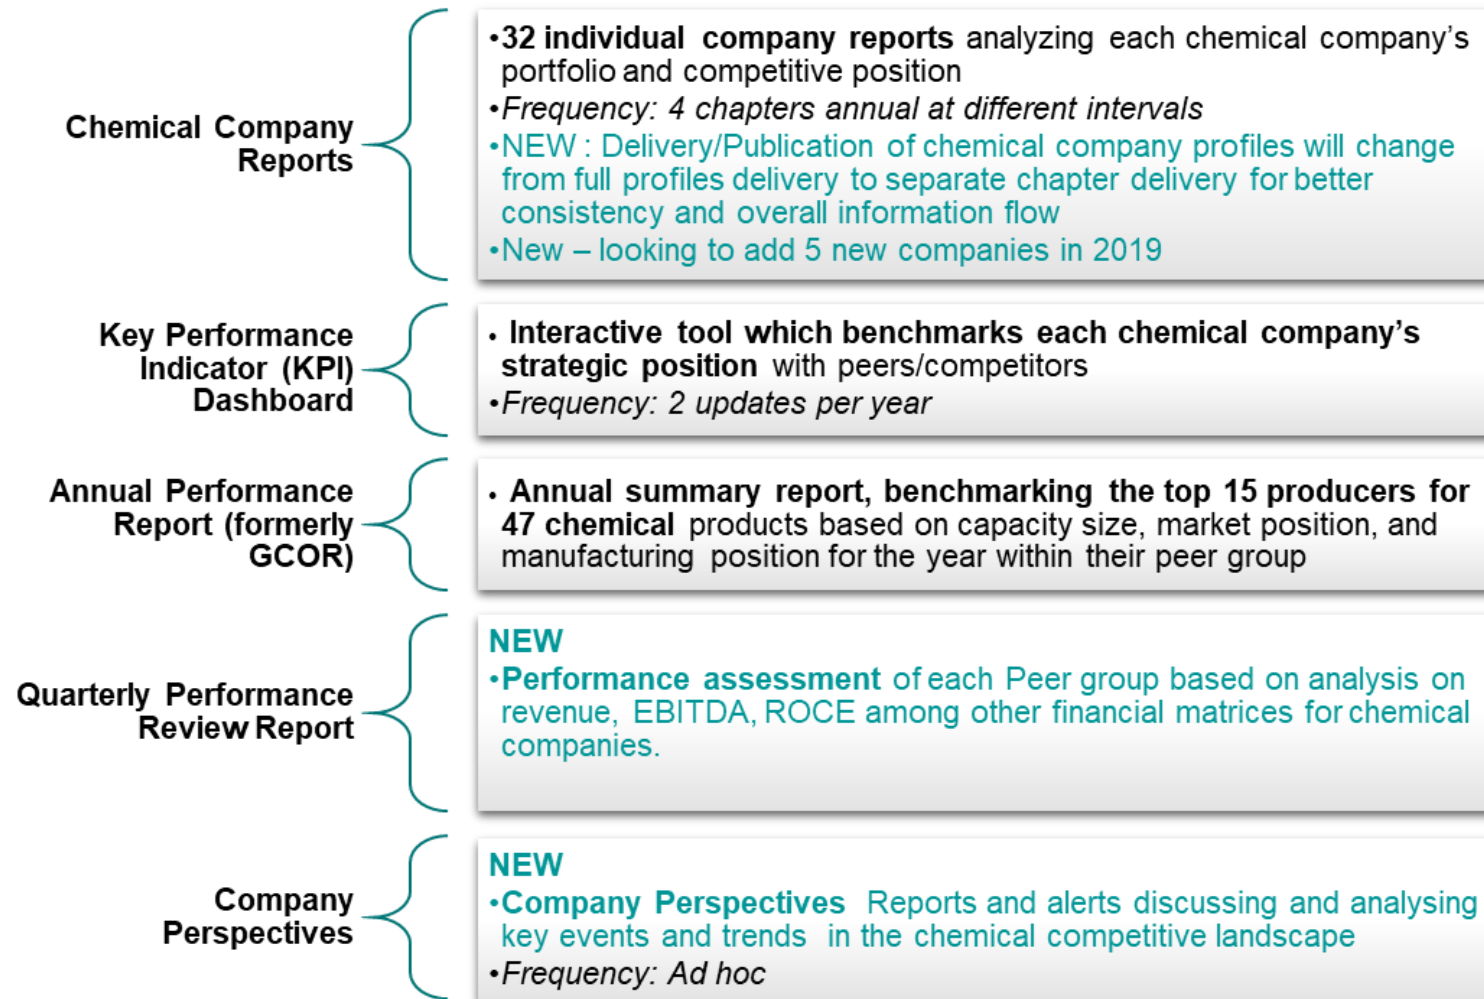 Chemical Company
Reports
•32 individual company reports analyzing each chemical company's
portfolio and competitive position
•Frequency: 4 chapters annual at different intervals
•NEW : Delivery/Publication of chemical company profiles will change
from full profiles delivery to separate chapter delivery for better
consistency and overall information flow
•New – looking to add 5 new companies in 2019
Key Performance
Indicator (KPI)
Dashboard
• Interactive tool which benchmarks each chemical company's
strategic position with peers/competitors
•Frequency: 2 updates per year
Annual Performance
Report (formerly
GCOR)
• Annual summary report, benchmarking the top 15 producers for
47 chemical products based on capacity size, market position, and
manufacturing position for the year within their peer group
Quarterly Performance
Review Report
NEW
•Performance assessment of each Peer group based on analysis on
revenue, EBITDA, ROCE among other financial matrices for chemical
companies.
Company
Perspectives
NEW
•Company Perspectives Reports and alerts discussing and analysing
key events and trends in the chemical competitive landscape
•Frequency: Ad hoc